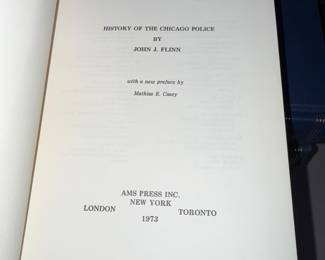 HISTORY OF THE CHICAGO POLICE
BY
JOHN J. FLINN
with a new preface by
Mathias E. Casey
AMS PRESS INC.
NEW YORK
LONDON TORONTO
1973